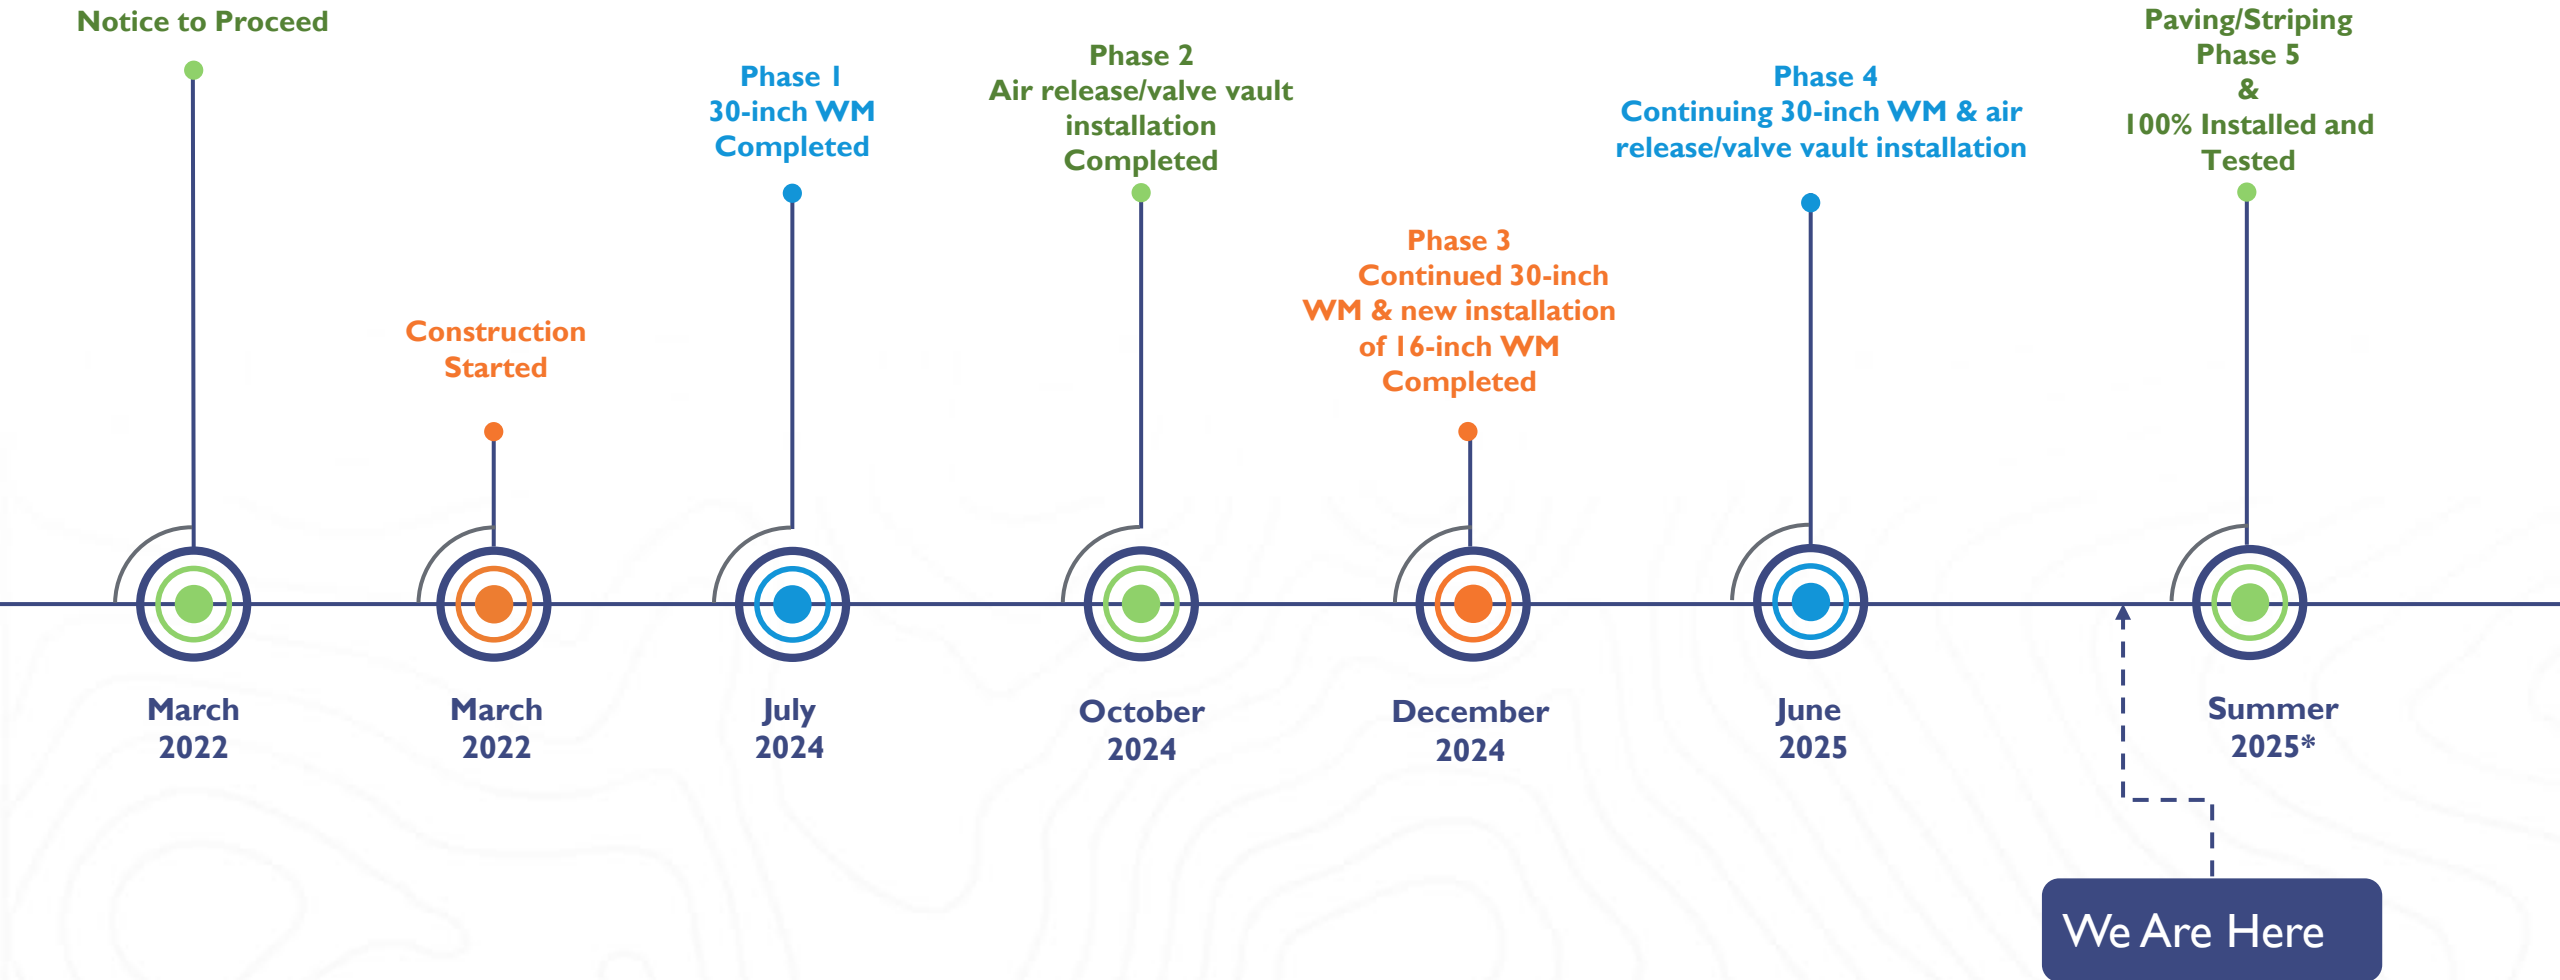 Notice to Proceed
Construction
Started
Phase 1
30-inch WM
Completed
Phase 2
Air release/valve vault
installation
Completed
Phase 3
Continued 30-inch
WM & new installation
of 16-inch WM
Completed
Phase 4
Continuing 30-inch WM & air
release/valve vault installation
Paving/Striping
Phase 5
&
100% Installed and
Tested
March
2022
March
2022
July
2024
October
2024
December
2024
June
2025
Summer
2025*
We Are Here